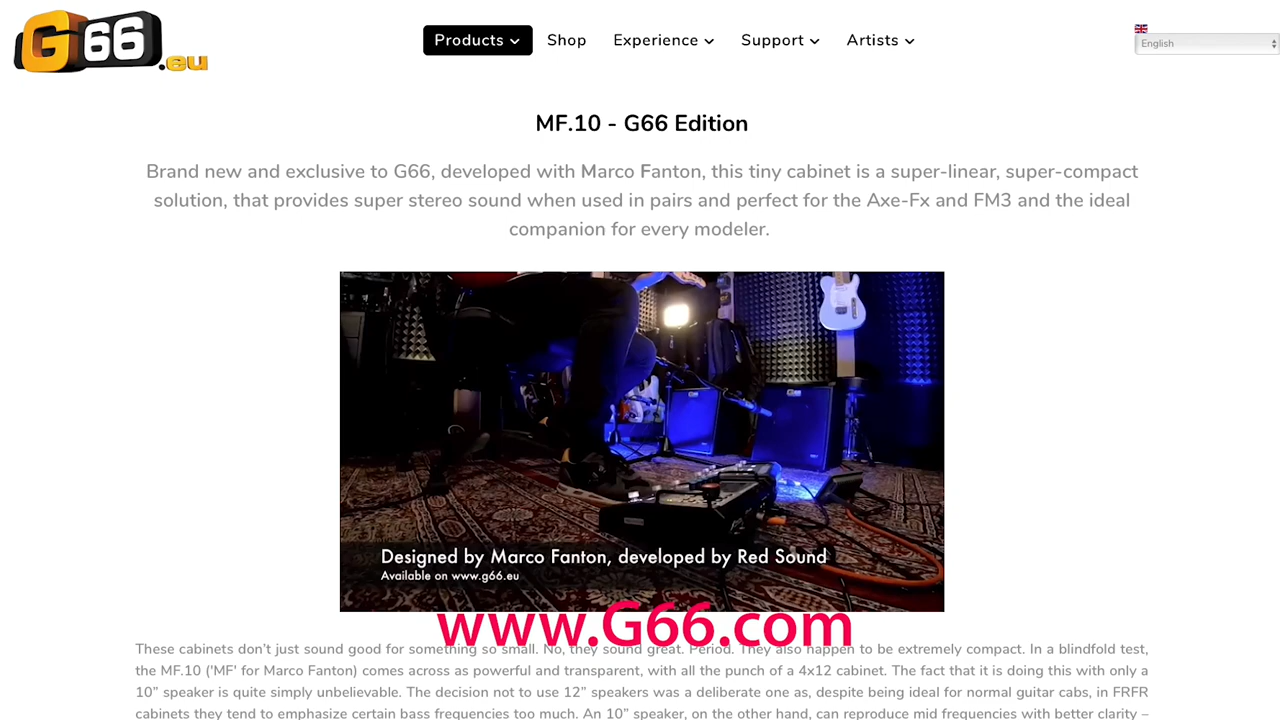 G66.eu
Products
Shop
Experience
Support
Artists
English
MF.10 - G66 Edition
Brand new and exclusive to G66, developed with Marco Fanton, this tiny cabinet is a super-linear, super-compact
solution, that provides super stereo sound when used in pairs and perfect for the Axe-Fx and FM3 and the ideal
companion for every modeler.
Designed by Marco Fanton, developed by Red Sound
Available on www.g66.eu
www.G66.com
These cabinets don’t just sound good for something so small. No, they sound great. Period. They also happen to be extremely compact. In a blindfold test,
the MF.10 ('MF' for Marco Fanton) comes across as powerful and transparent, with all the punch of a 4x12 cabinet. The fact that it is doing this with only a
10” speaker is quite simply unbelievable. The decision not to use 12” speakers was a deliberate one as, despite being ideal for normal guitar cabs, in FRFR
cabinets they tend to emphasize certain bass frequencies too much. An 10” speaker, on the other hand, can reproduce mid frequencies with better clarity –